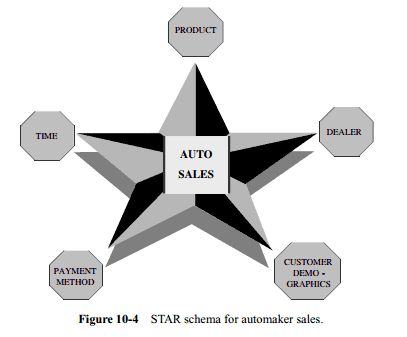 PRODUCT
TIME
DEALER
AUTO
SALES
PAYMENT
METHOD
CUSTOMER
DEMO -
GRAPHICS
Figure 10-4 STAR schema for automaker sales.